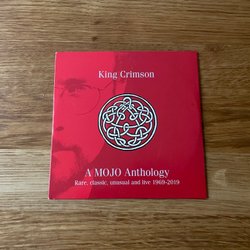 King Crimson
A MOJO Anthology
Rare, classic, unusual and live 1969-2019